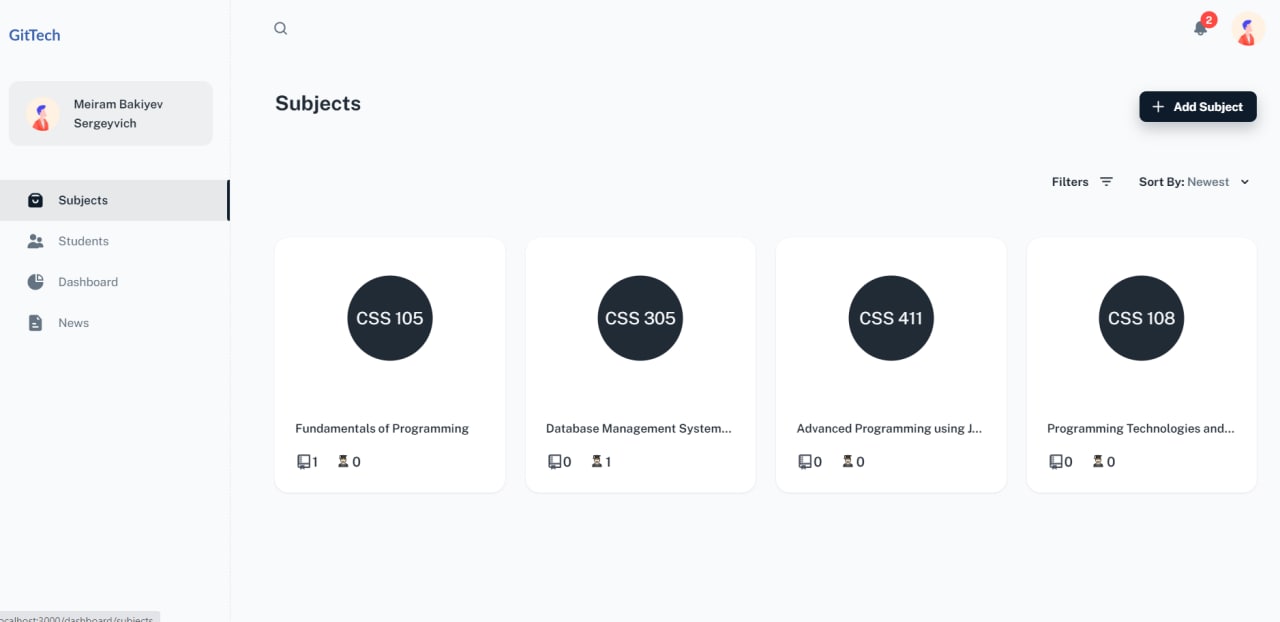 GitTech
2
Meiram Bakiyev
Sergeyvich
Subjects
Add Subject
Filters
Sort By: Newest
Subjects
Students
Dashboard
News
CSS 105
CSS 305
CSS 411
CSS 108
Fundamentals of Programming
Database Management System...
Advanced Programming using J...
Programming Technologies and...
1 0
0 1
0 0
0 0
ocalhost:3000/dashboard/subjects